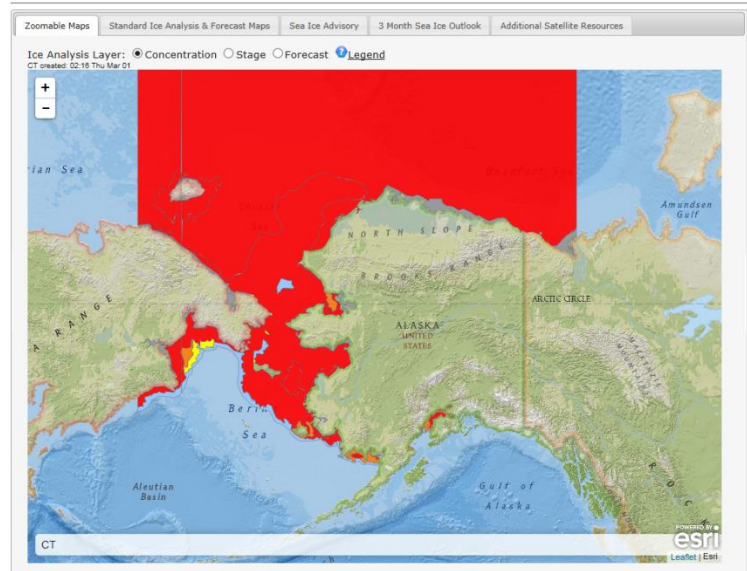 Zoomable Maps
Standard Ice Analysis & Forecast Maps
Sea Ice Advisory
3 Month Sea Ice Outlook
Additional Satellite Resources
Ice Analysis Layer: Concentration Stage Forecast Legend
CT created: 02:16 Thu Mar 01
+
−
ian Sea
Amundsen
Gulf
NORTH SLOPE
BROOKS RANGE
ARCTIC CIRCLE
ALASKA
UNITED
STATES
MACKENZIE
MOUNTAINS
A RANGE
Sea
Aleutian
Basin
Gulf of
Alaska
ROC
POWERED BY
esri
CT
Leaflet | Esri